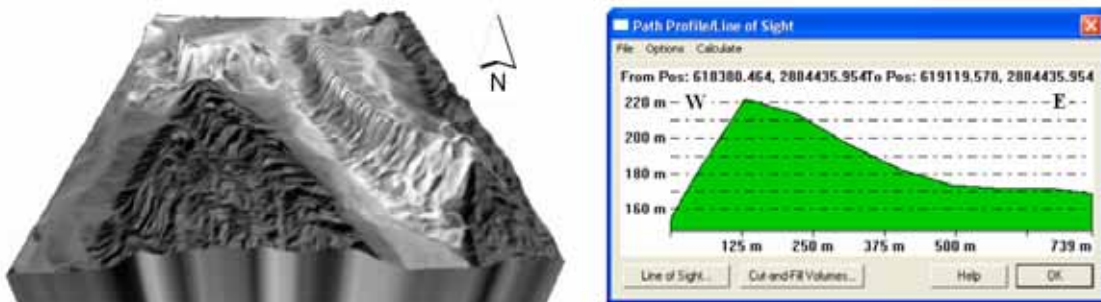 N
Path Profile/Line of Sight
File Options Calculate
From Pos: 618380.464, 2884435.954To Pos: 619119.570, 2884435.954
220 m
W
E
200 m
180 m
160 m
125 m 250 m 375 m 500 m 739 m
Line of Sight... Cut-and-Fill Volumes... Help OK